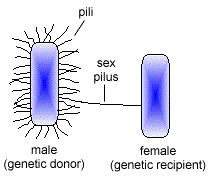 pili
sex
pilus
male
(genetic donor)
female
(genetic recipient)